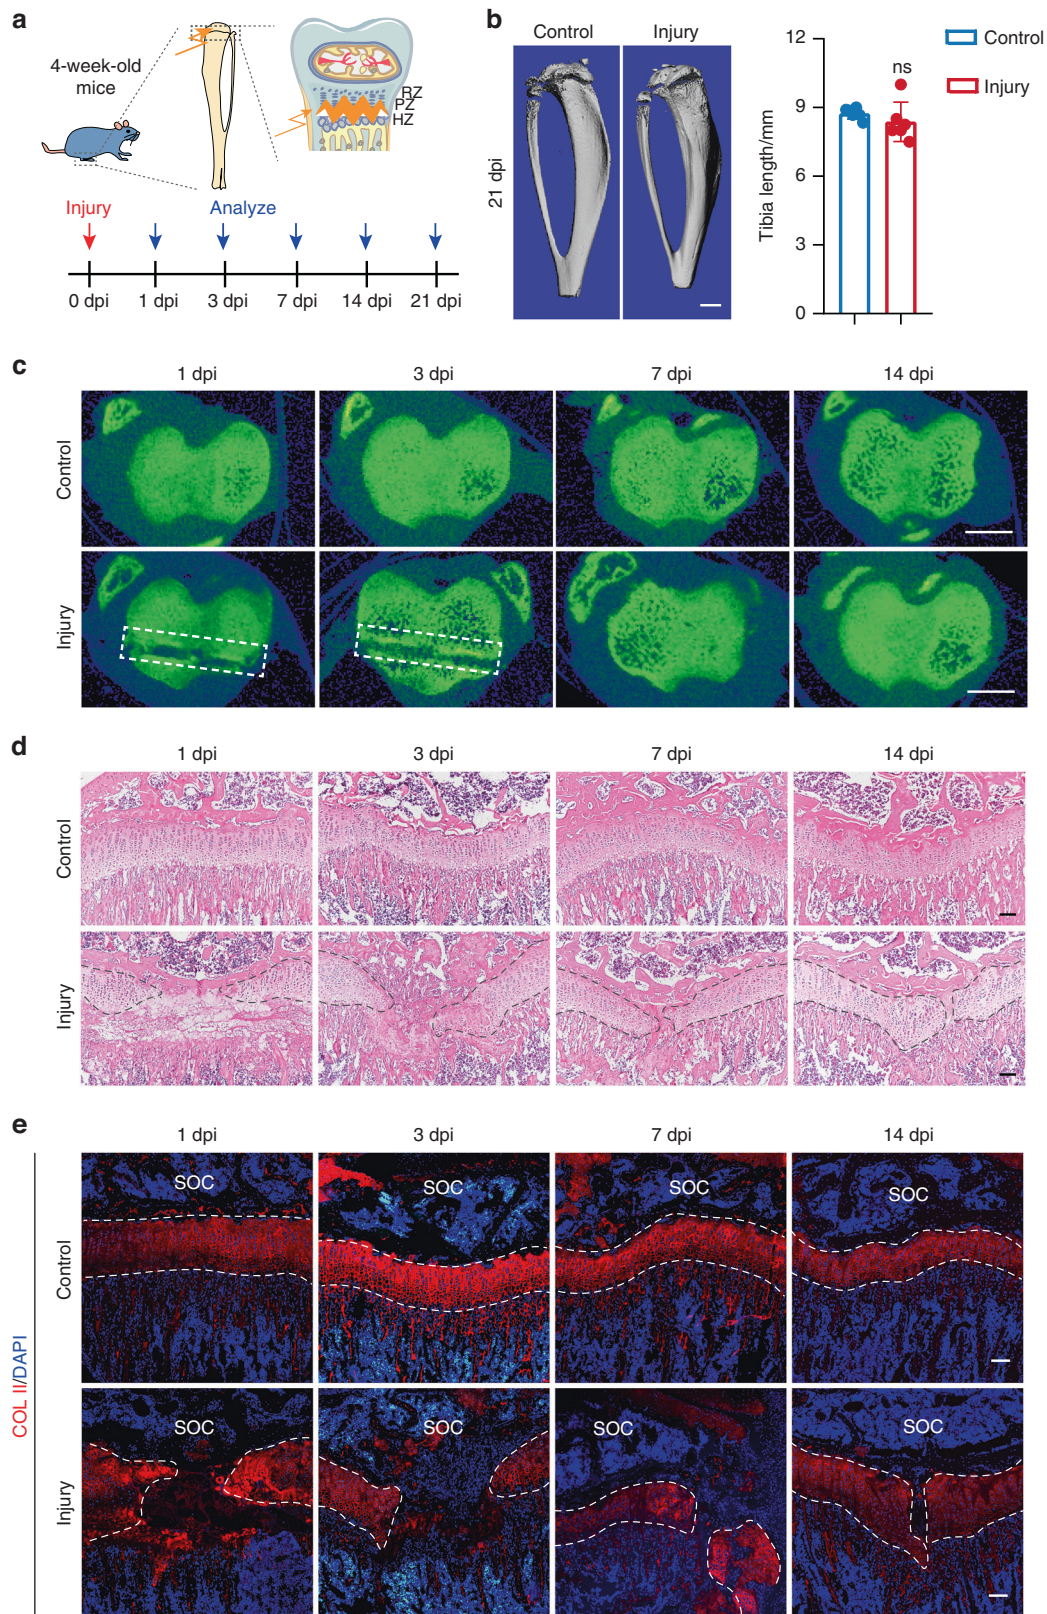 a
4-week-old
mice
RZ
PZ
HZ
Injury
Analyze
0 dpi
1 dpi
3 dpi
7 dpi
14 dpi
21 dpi
b
Control
Injury
21 dpi
Tibia length/mm
12
9
6
3
0
ns
Control
Injury
c
1 dpi
3 dpi
7 dpi
14 dpi
Control
Injury
d
1 dpi
3 dpi
7 dpi
14 dpi
Control
Injury
e
1 dpi
3 dpi
7 dpi
14 dpi
COL II/DAPI
Control
SOC
SOC
SOC
SOC
Injury
SOC
SOC
SOC
SOC